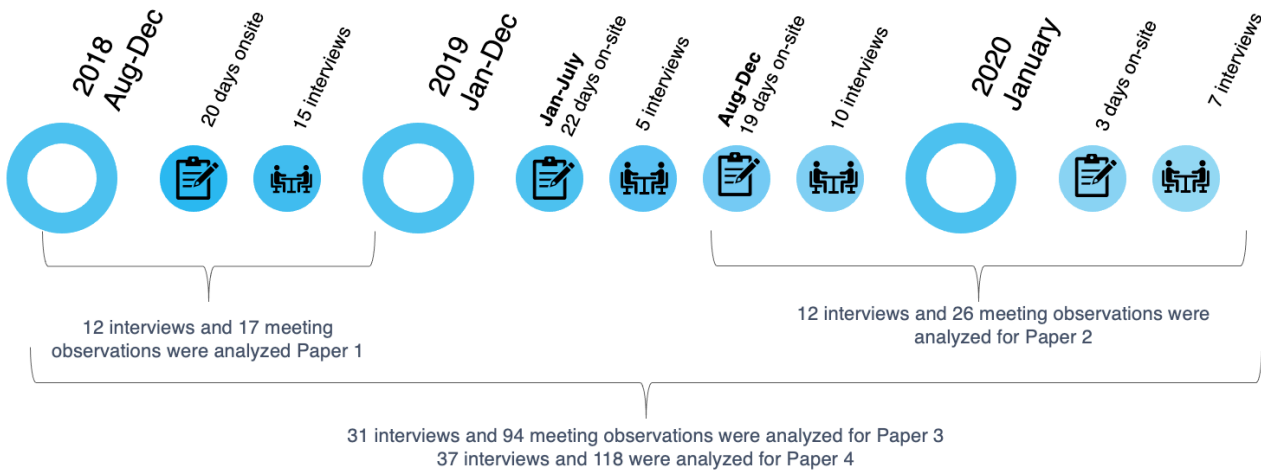 2018
Aug-Dec
20 days onsite
15 interviews
2019
Jan-Dec
Jan-July
22 days on-site
5 interviews
Aug-Dec
19 days on-site
10 interviews
2020
January
3 days on-site
7 interviews
12 interviews and 17 meeting
observations were analyzed Paper 1
12 interviews and 26 meeting observations were
analyzed for Paper 2
31 interviews and 94 meeting observations were analyzed for Paper 3
37 interviews and 118 were analyzed for Paper 4